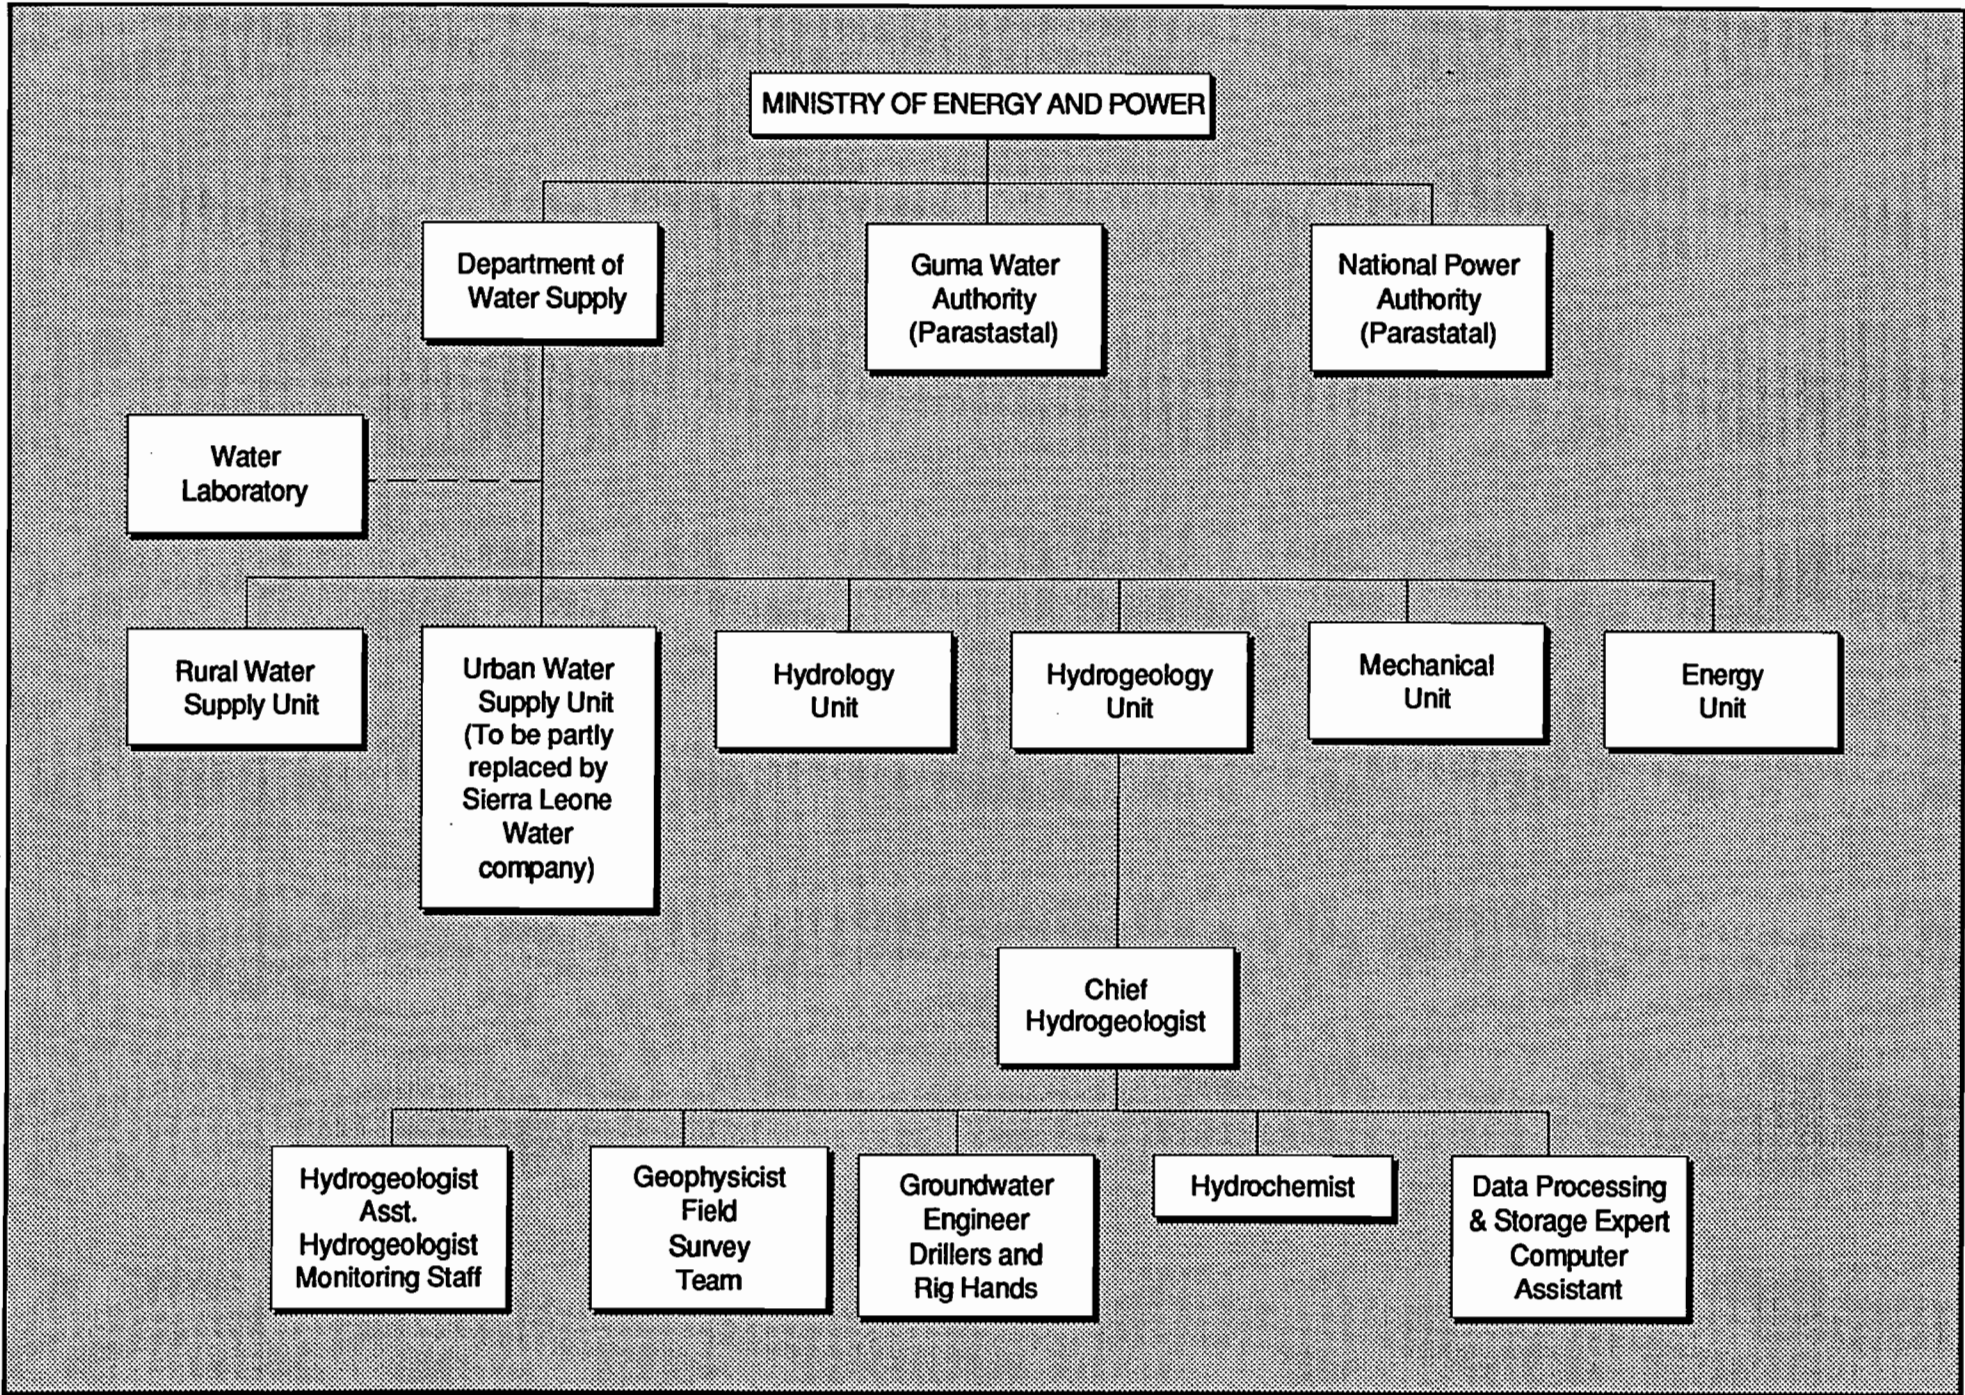 MINISTRY OF ENERGY AND POWER
Department of
Water Supply
Guma Water
Authority
(Parastastal)
National Power
Authority
(Parastatal)
Water
Laboratory
Rural Water
Supply Unit
Urban Water
Supply Unit
(To be partly
replaced by
Sierra Leone
Water
company)
Hydrology
Unit
Hydrogeology
Unit
Mechanical
Unit
Energy
Unit
Chief
Hydrogeologist
Hydrogeologist
Asst.
Hydrogeologist
Monitoring Staff
Geophysicist
Field
Survey
Team
Groundwater
Engineer
Drillers and
Rig Hands
Hydrochemist
Data Processing
& Storage Expert
Computer
Assistant